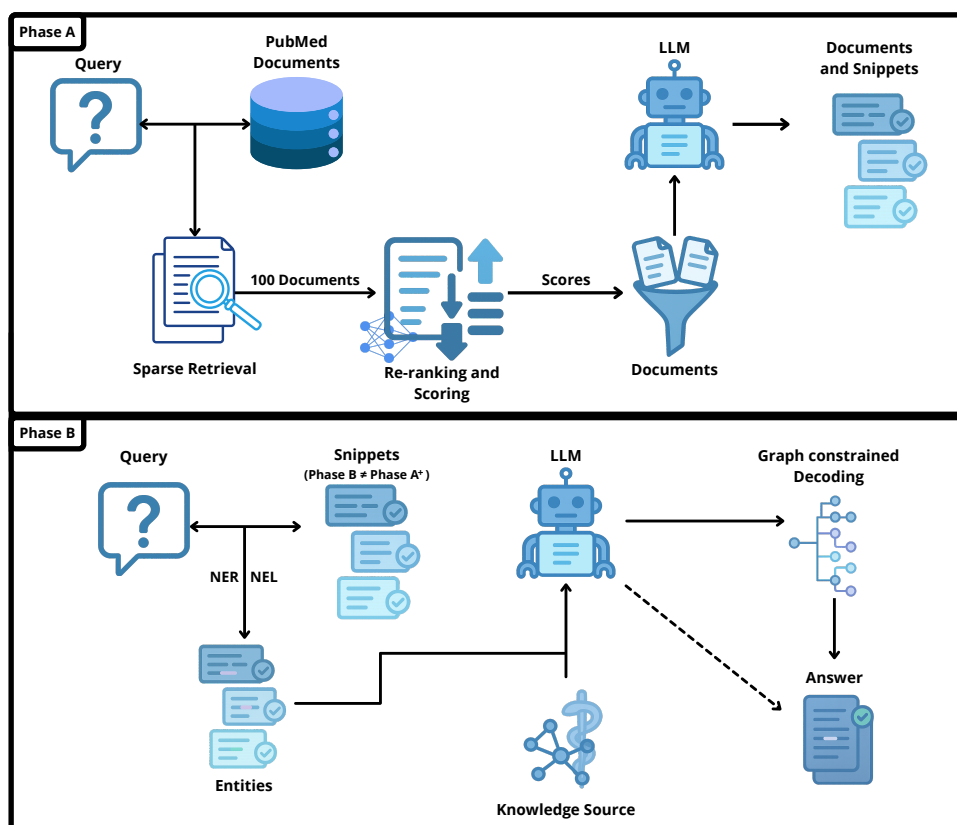 Phase A
Query
PubMed
Documents
LLM
Documents
and Snippets
100 Documents
Scores
Sparse Retrieval
Re-ranking and
Scoring
Documents
Phase B
Query
Snippets
(Phase B ≠ Phase A⁺)
LLM
Graph constrained
Decoding
NER
NEL
Answer
Entities
Knowledge Source